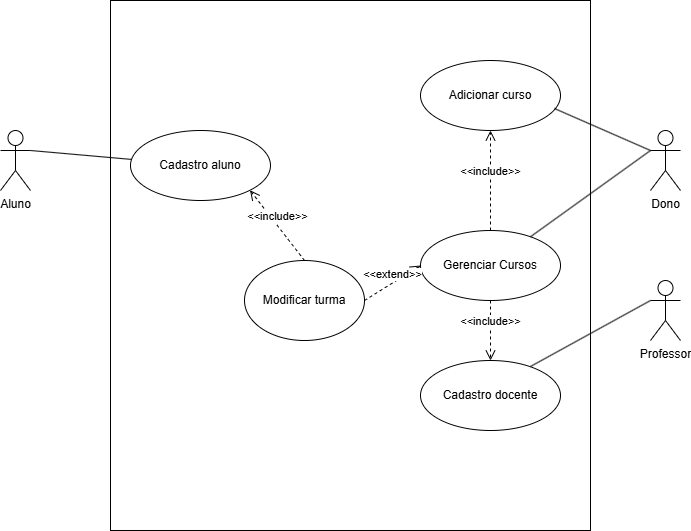 Adicionar curso
Cadastro aluno
<<include>>
Aluno
Dono
<<include>>
Gerenciar Cursos
<<extend>>
Modificar turma
<<include>>
Professor
Cadastro docente